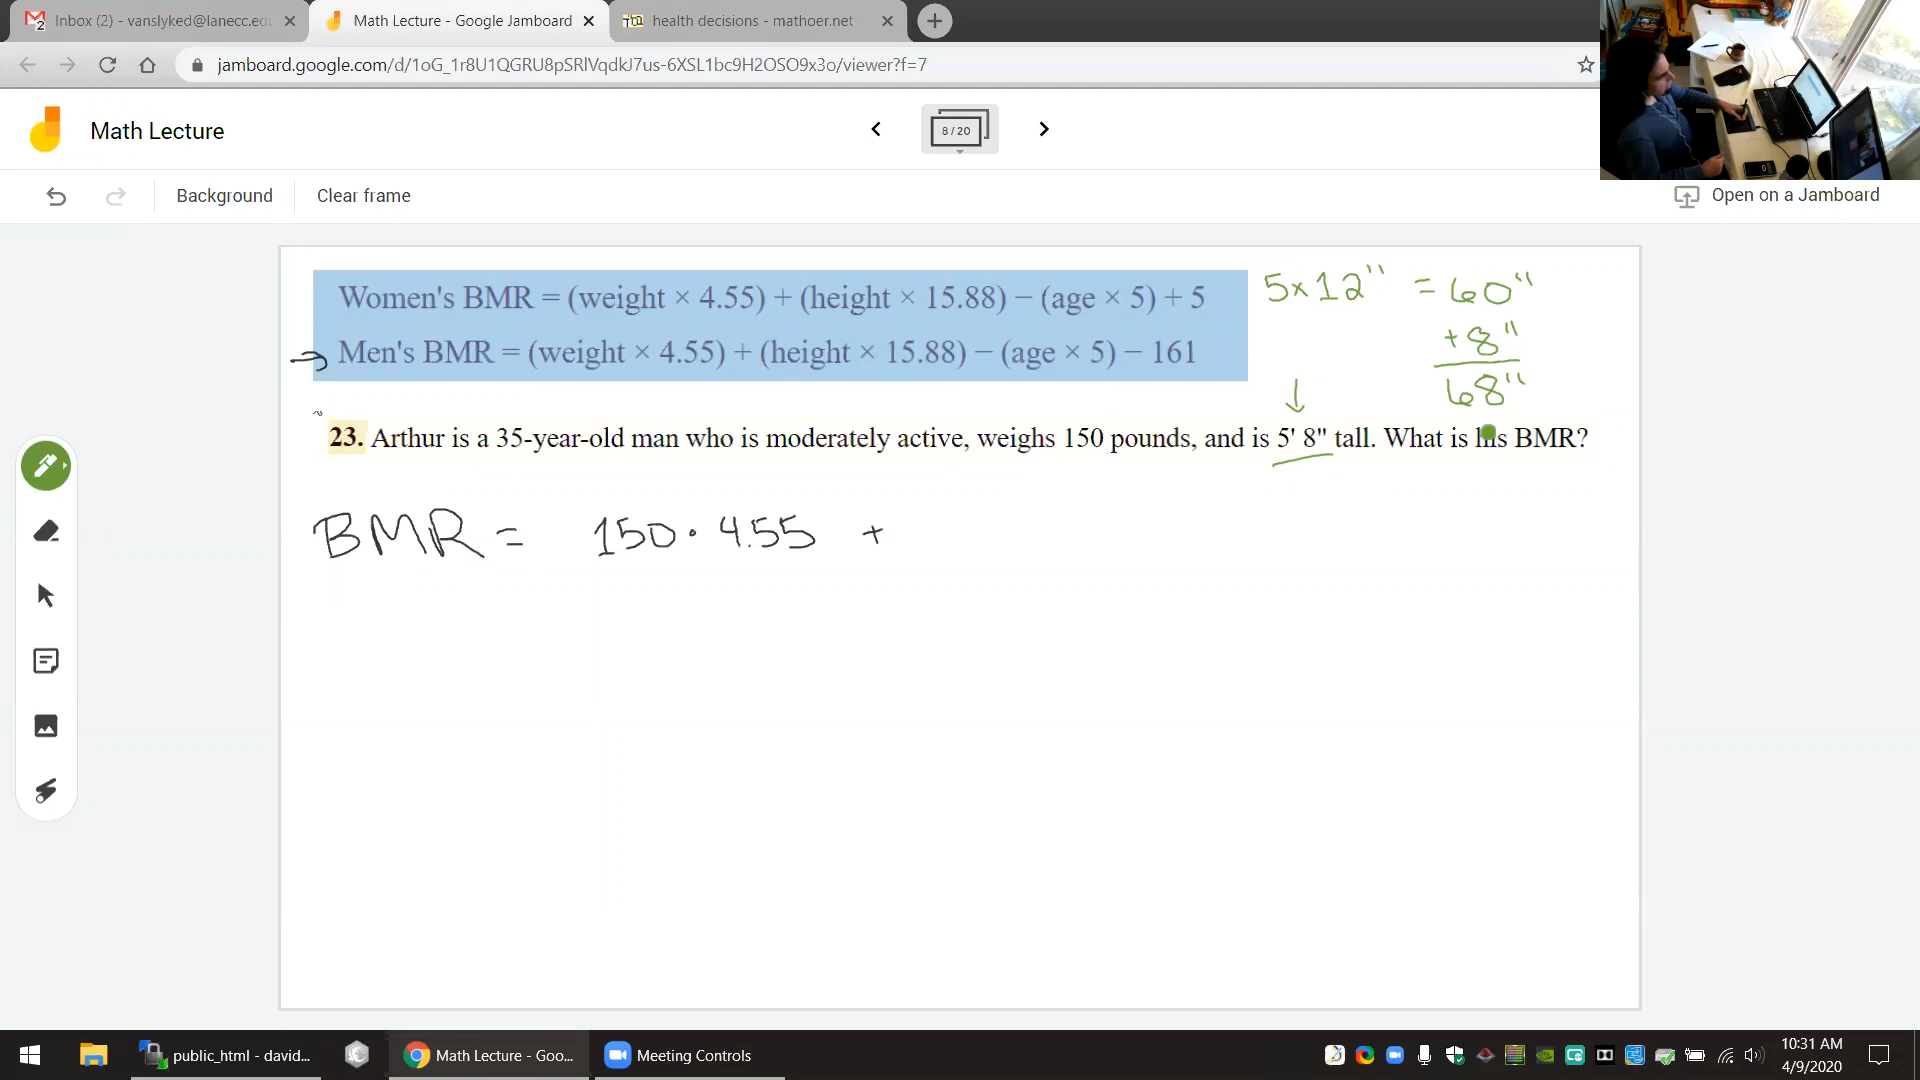 Inbox (2) - vanslyked@lanecc.edu
Math Lecture - Google Jamboard
health decisions - mathoer.net
jamboard.google.com/d/1oG_1r8U1QGRU8pSRlVqdkJ7us-6XSL1bc9H2OSO9x3o/viewer?f=7
Math Lecture
8 / 20
Background
Clear frame
Open on a Jamboard
Women's BMR = (weight × 4.55) + (height × 15.88) − (age × 5) + 5
Men's BMR = (weight × 4.55) + (height × 15.88) − (age × 5) − 161
5×12" = 60"
+8"
68"
23. Arthur is a 35-year-old man who is moderately active, weighs 150 pounds, and is 5' 8" tall. What is his BMR?
BMR = 150 · 4.55 +
public_html - david...
Math Lecture - Goo...
Meeting Controls
10:31 AM
4/9/2020